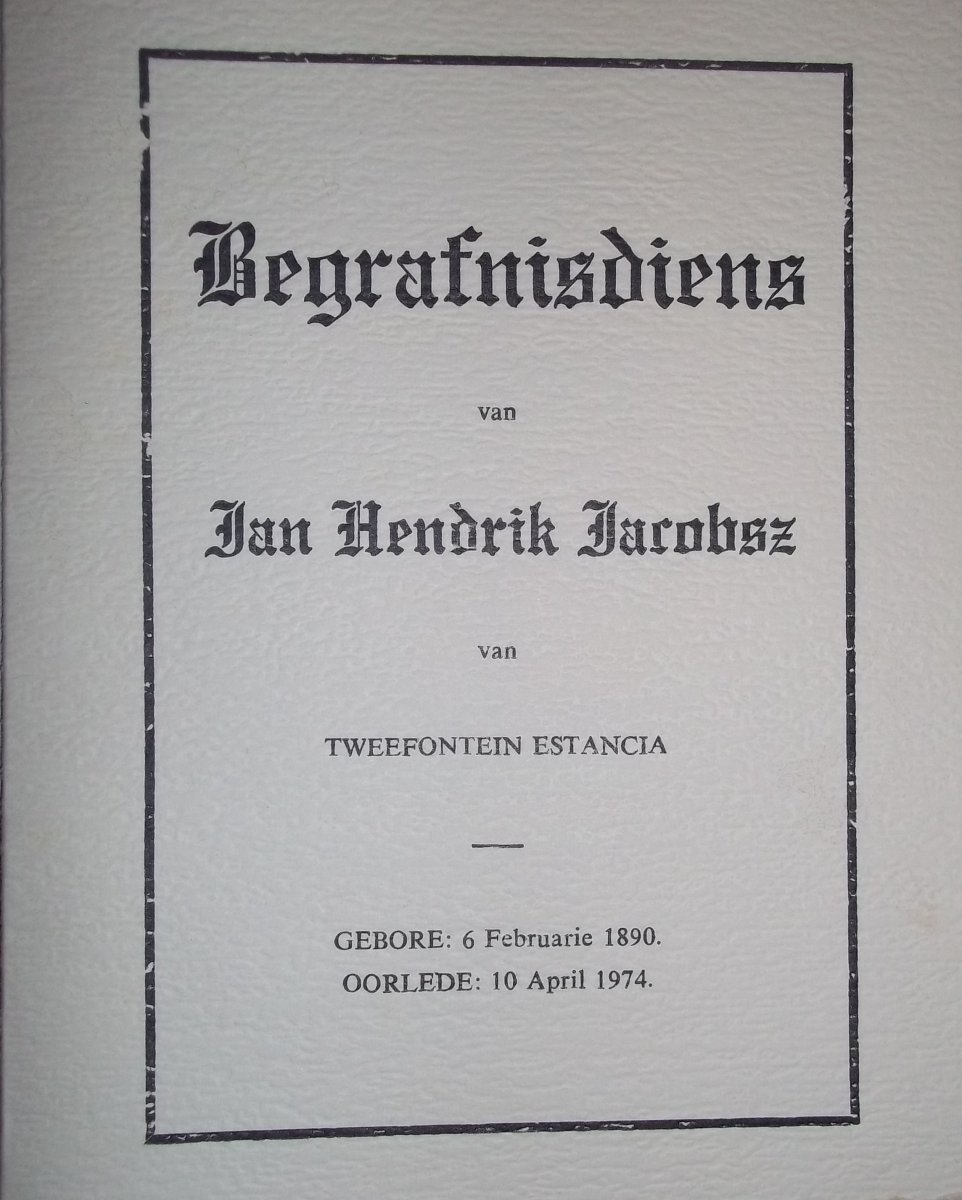 Begrafnisdiens
van
Jan Hendrik Jacobsz
van
TWEEFONTEIN ESTANCIA
GEBORE: 6 Februarie 1890.
OORLEDE: 10 April 1974.